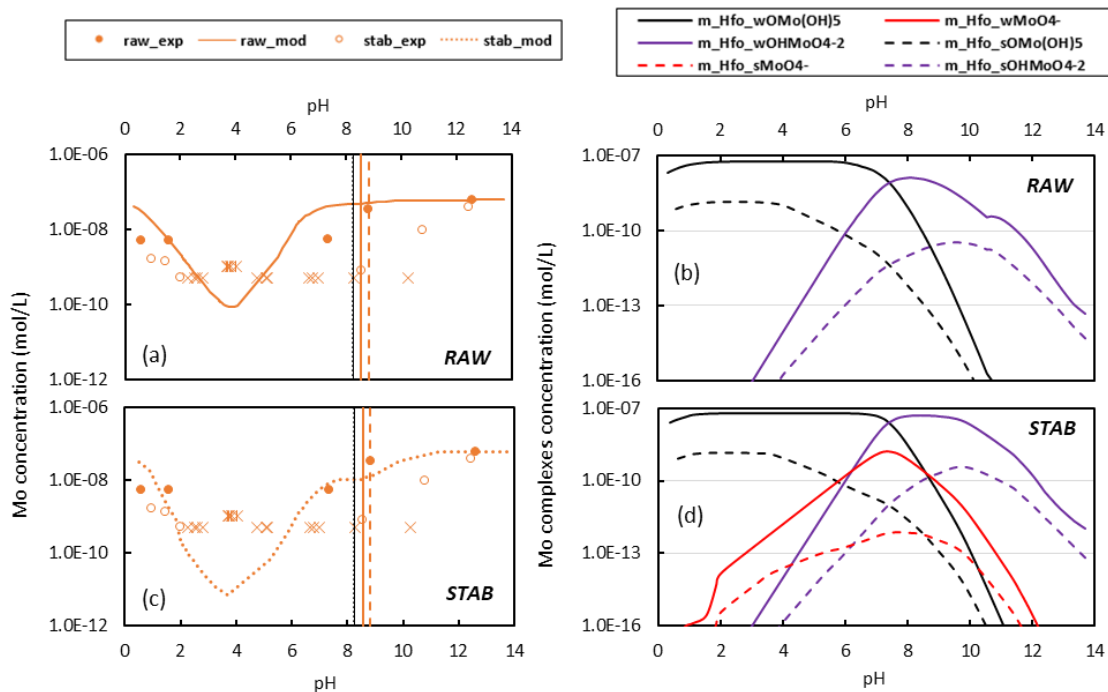 raw_exp raw_mod stab_exp stab_mod
m_Hfo_wOMo(OH)5 m_Hfo_wMoO4-
m_Hfo_wOHMoO4-2 m_Hfo_sOMo(OH)5
m_Hfo_sMoO4- m_Hfo_sOHMoO4-2
pH
0 2 4 6 8 10 12 14
1.0E-06
1.0E-08
1.0E-10
1.0E-12
(a)
RAW
pH
0 2 4 6 8 10 12 14
1.0E-07
1.0E-10
1.0E-13
1.0E-16
(b)
RAW
Mo concentration (mol/L)
1.0E-06
1.0E-08
1.0E-10
1.0E-12
(c)
STAB
0 2 4 6 8 10 12 14
pH
Mo complexes concentration (mol/L)
1.0E-07
1.0E-10
1.0E-13
1.0E-16
(d)
STAB
0 2 4 6 8 10 12 14
pH